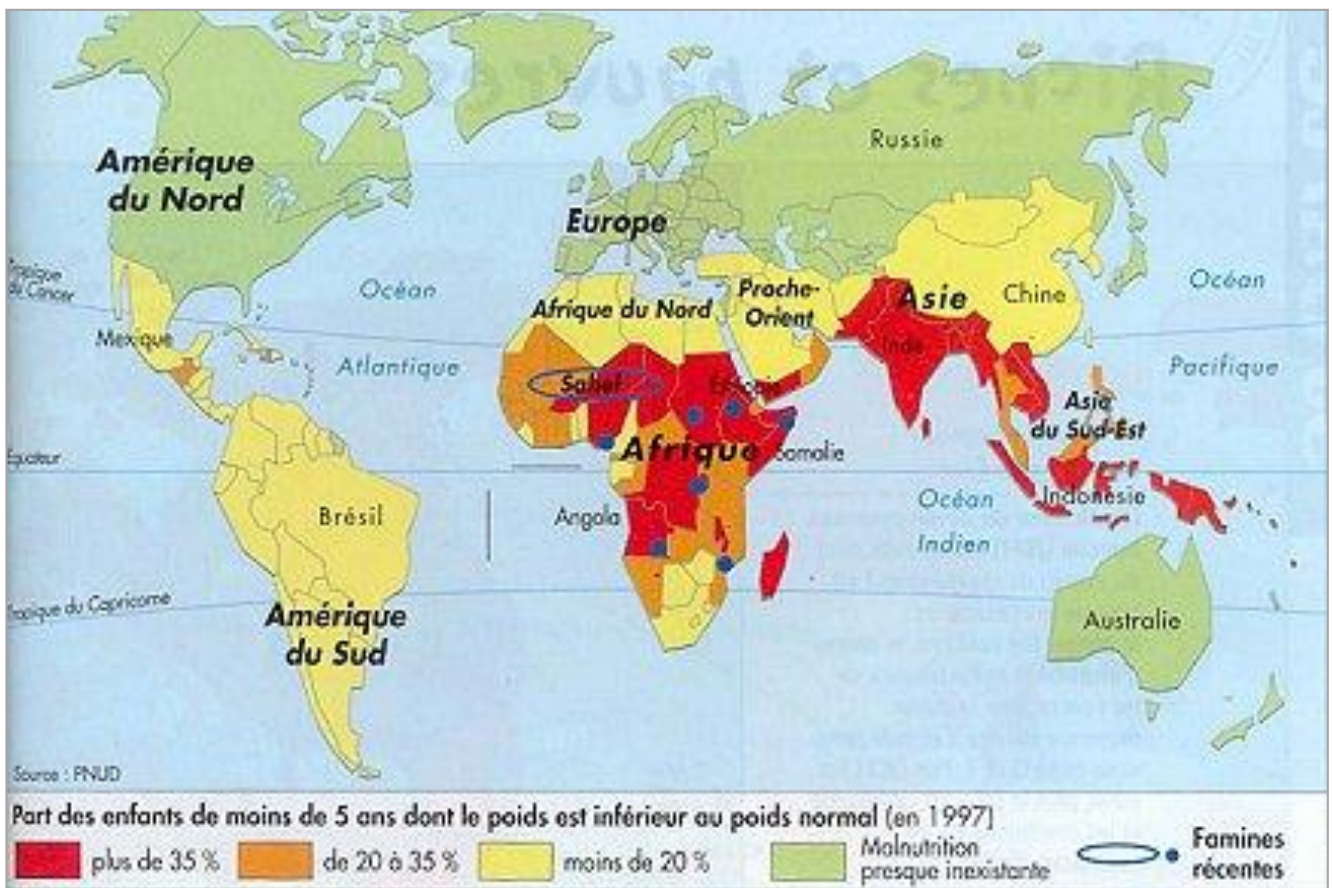 Amérique
du Nord
Russie
Europe
Océan
Atlantique
Afrique du Nord
Proche-
Orient
Asie
Chine
Océan
Pacifique
Tropique
du Cancer
Mexique
Inde
Sahel
Éthiopie
Asie
du Sud-Est
Équateur
Afrique
Somalie
Brésil
Angola
Océan
Indien
Indonésie
Tropique du Capricorne
Amérique
du Sud
Australie
Source : PNUD
Part des enfants de moins de 5 ans dont le poids est inférieur au poids normal (en 1997)
plus de 35 %
de 20 à 35 %
moins de 20 %
Malnutrition
presque inexistante
Famines
récentes